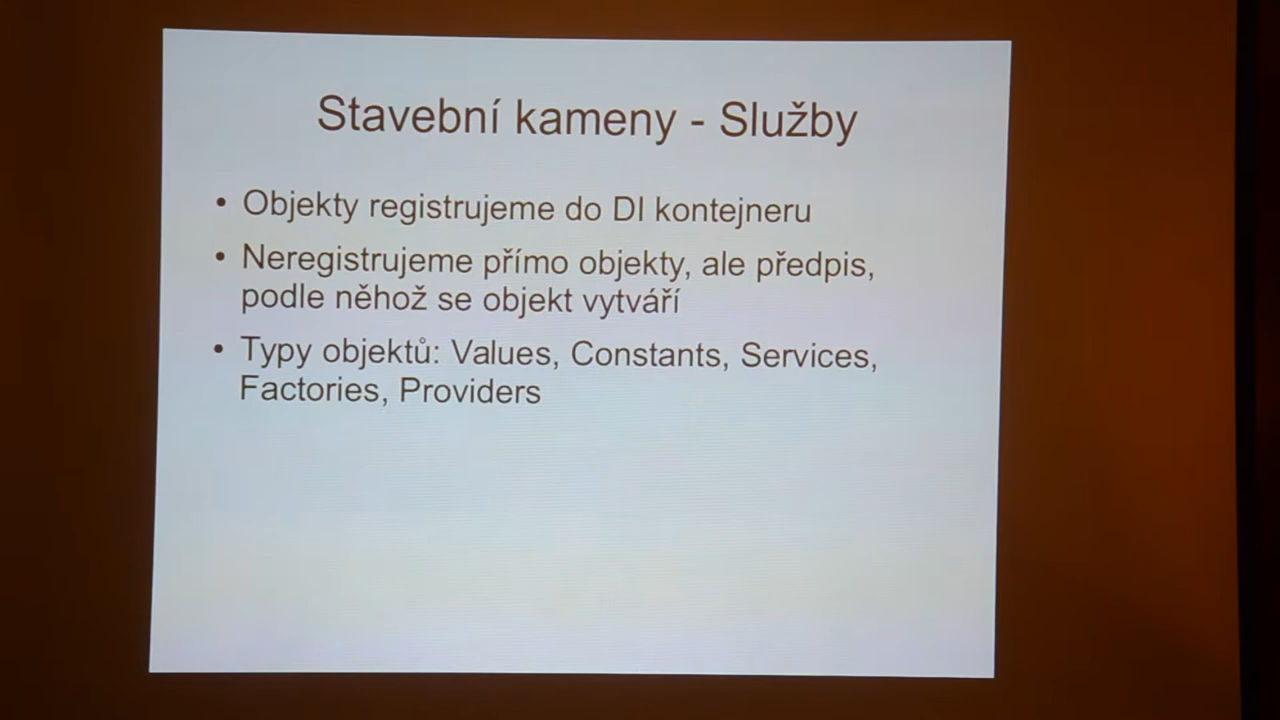 Stavební kameny - Služby
• Objekty registrujeme do DI kontejneru
• Neregistrujeme přímo objekty, ale předpis,
podle něhož se objekt vytváří
• Typy objektů: Values, Constants, Services,
Factories, Providers